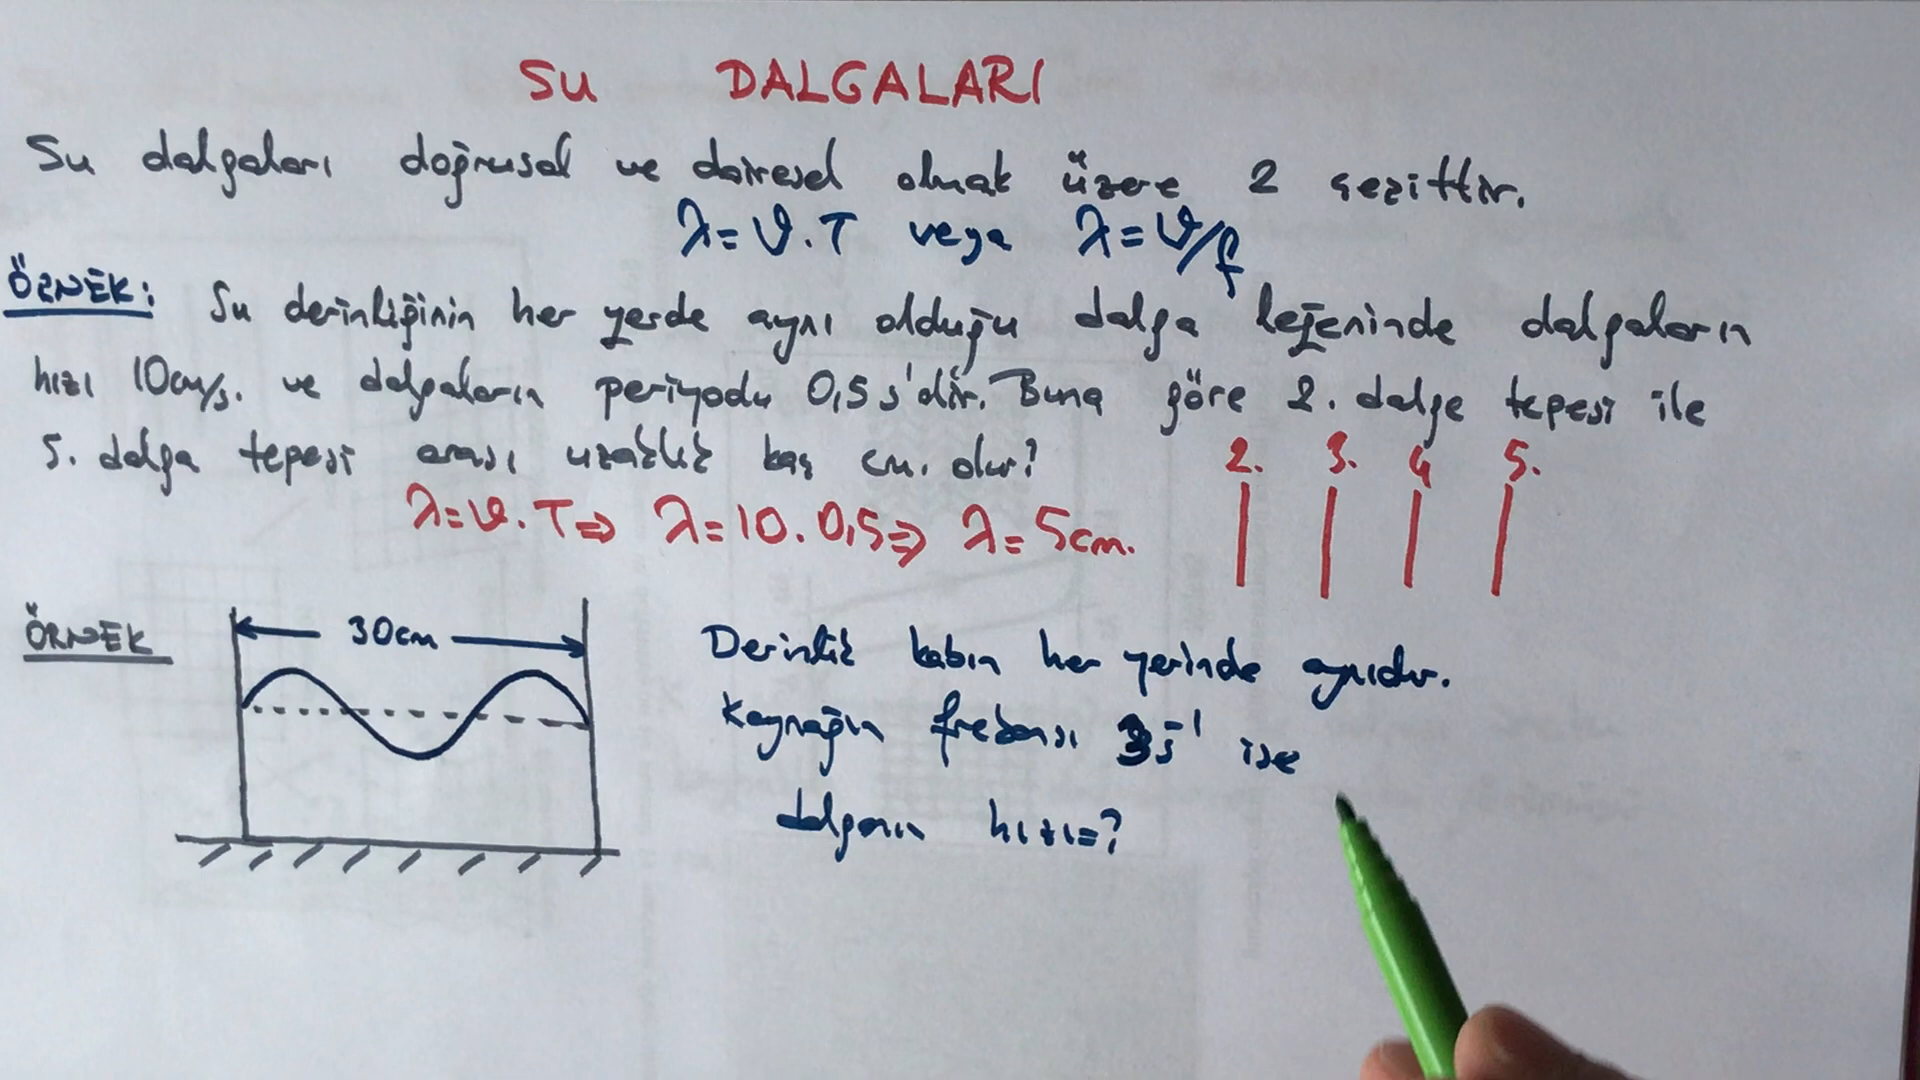 SU DALGALARI
Su dalgaları doğrusal ve dairesel olmak üzere 2 çeşittir.
λ=ϑ.T veya λ=ϑ/f
ÖRNEK: Su derinliğinin her yerde aynı olduğu dalga leğeninde dalgaların
hızı 10cm/s. ve dalgaların periyodu 0,5 s'dir. Buna göre 2. dalga tepesi ile
5. dalga tepesi arası uzaklık kaç cm. olur?
2. 3. 4 5.
λ=ϑ.T⇒ λ=10.0,5⇒ λ=5cm.
ÖRNEK
30cm
Derinlik kabın her yerinde aynıdır.
Kaynağın frekansı 3s⁻¹ ise
dalganın hızı=?